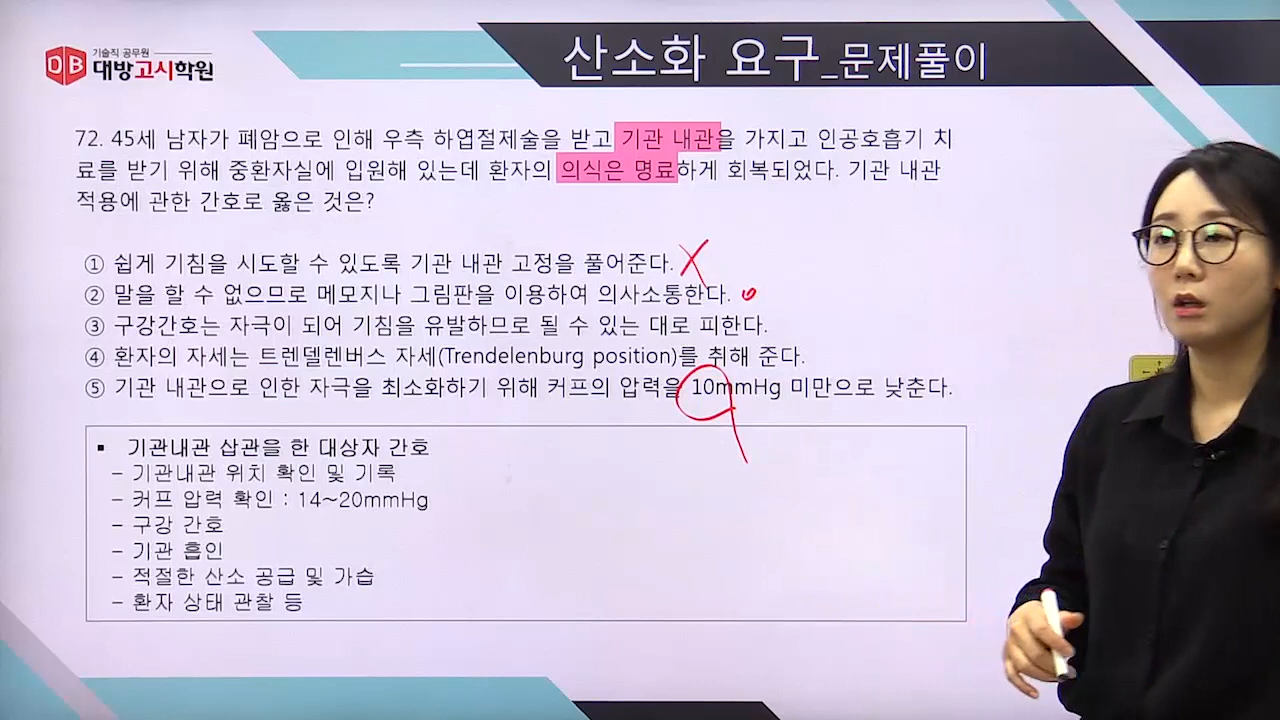 기술직 공무원
DB 대방고시학원
산소화 요구_문제풀이
72. 45세 남자가 폐암으로 인해 우측 하엽절제술을 받고 기관 내관을 가지고 인공호흡기 치
료를 받기 위해 중환자실에 입원해 있는데 환자의 의식은 명료하게 회복되었다. 기관 내관
적용에 관한 간호로 옳은 것은?
① 쉽게 기침을 시도할 수 있도록 기관 내관 고정을 풀어준다.
② 말을 할 수 없으므로 메모지나 그림판을 이용하여 의사소통한다.
③ 구강간호는 자극이 되어 기침을 유발하므로 될 수 있는 대로 피한다.
④ 환자의 자세는 트렌델렌버스 자세(Trendelenburg position)를 취해 준다.
⑤ 기관 내관으로 인한 자극을 최소화하기 위해 커프의 압력을 10mmHg 미만으로 낮춘다.
▪ 기관내관 삽관을 한 대상자 간호
– 기관내관 위치 확인 및 기록
– 커프 압력 확인 : 14~20mmHg
– 구강 간호
– 기관 흡인
– 적절한 산소 공급 및 가습
– 환자 상태 관찰 등